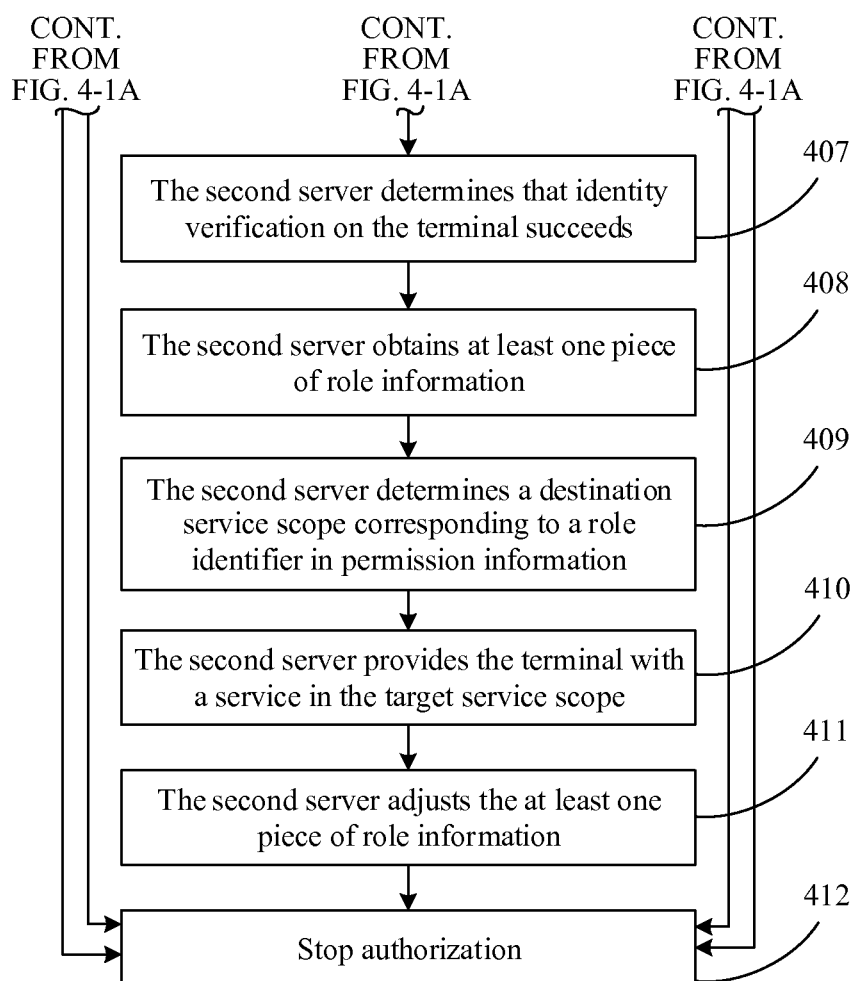 CONT.
FROM
FIG. 4-1A
CONT.
FROM
FIG. 4-1A
CONT.
FROM
FIG. 4-1A
407
The second server determines that identity
verification on the terminal succeeds
408
The second server obtains at least one piece
of role information
409
The second server determines a destination
service scope corresponding to a role
identifier in permission information
410
The second server provides the terminal with
a service in the target service scope
411
The second server adjusts the at least one
piece of role information
412
Stop authorization